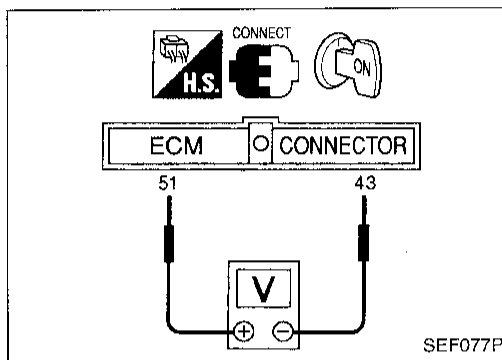 CONNECT
H.S.
ON
ECM CONNECTOR
51 43
V
+ −
SEF077P